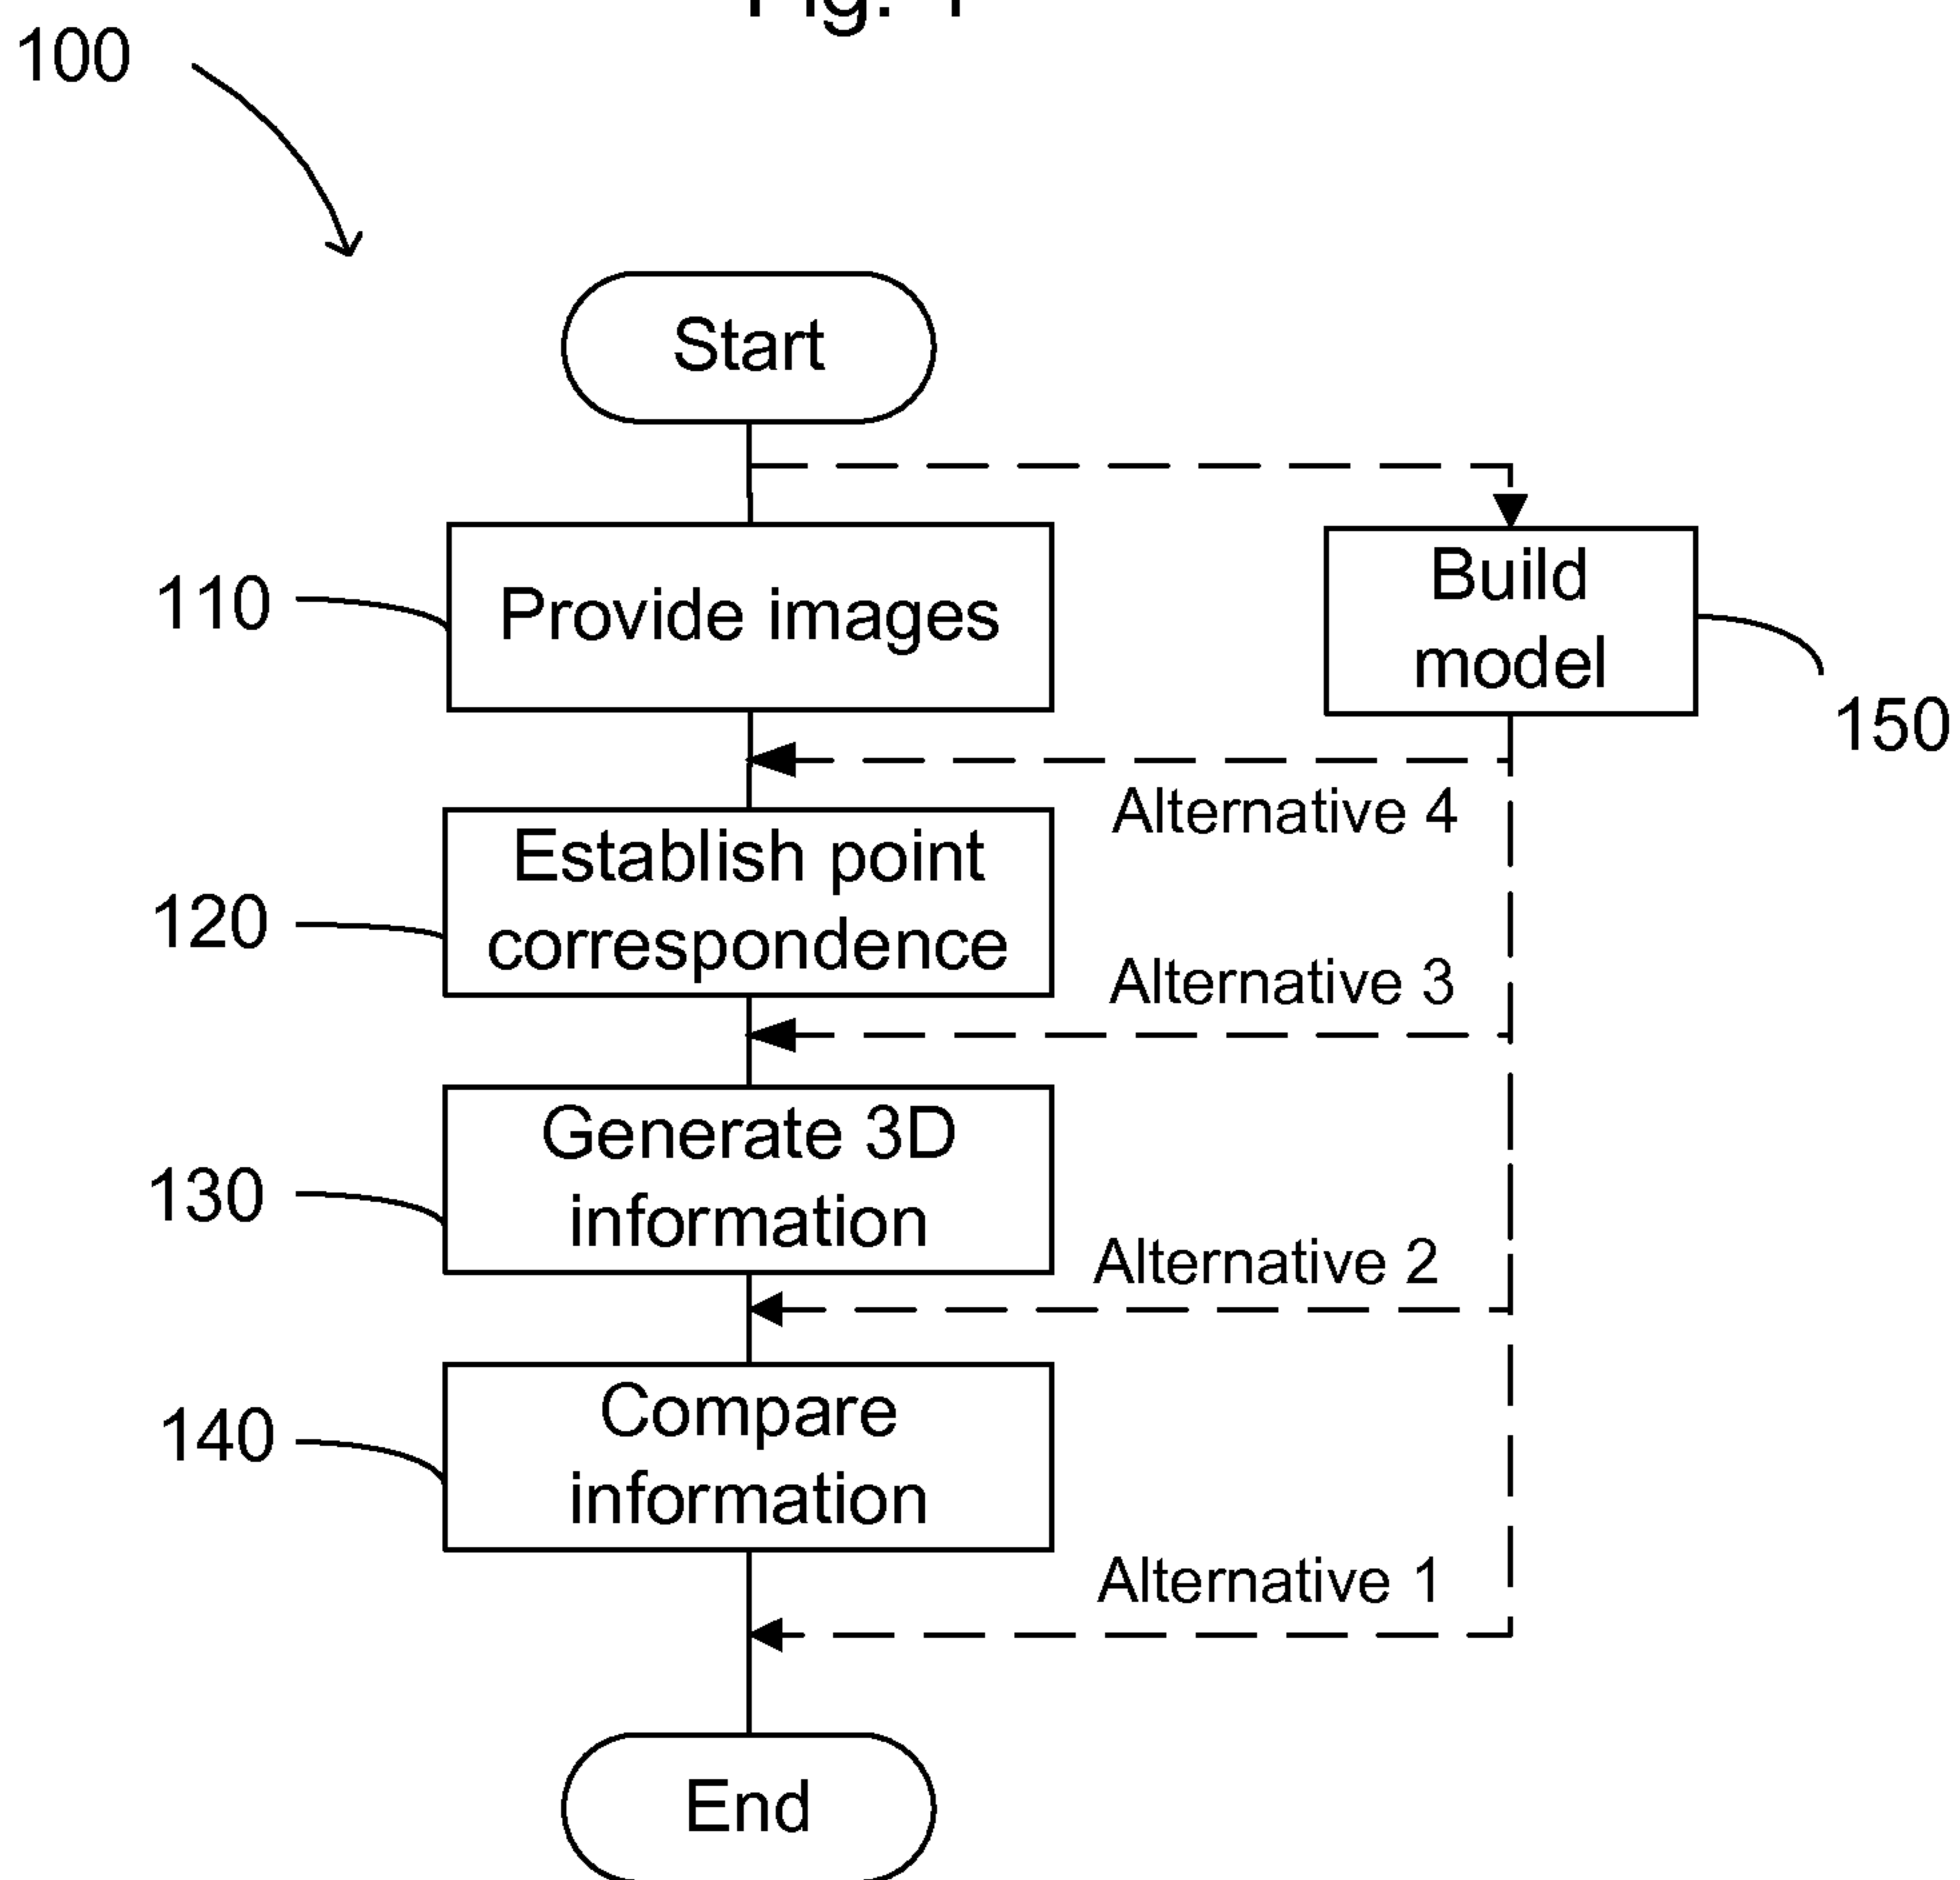 100
Start
110
Provide images
Build
model
150
Alternative 4
120
Establish point
correspondence
Alternative 3
130
Generate 3D
information
Alternative 2
140
Compare
information
Alternative 1
End